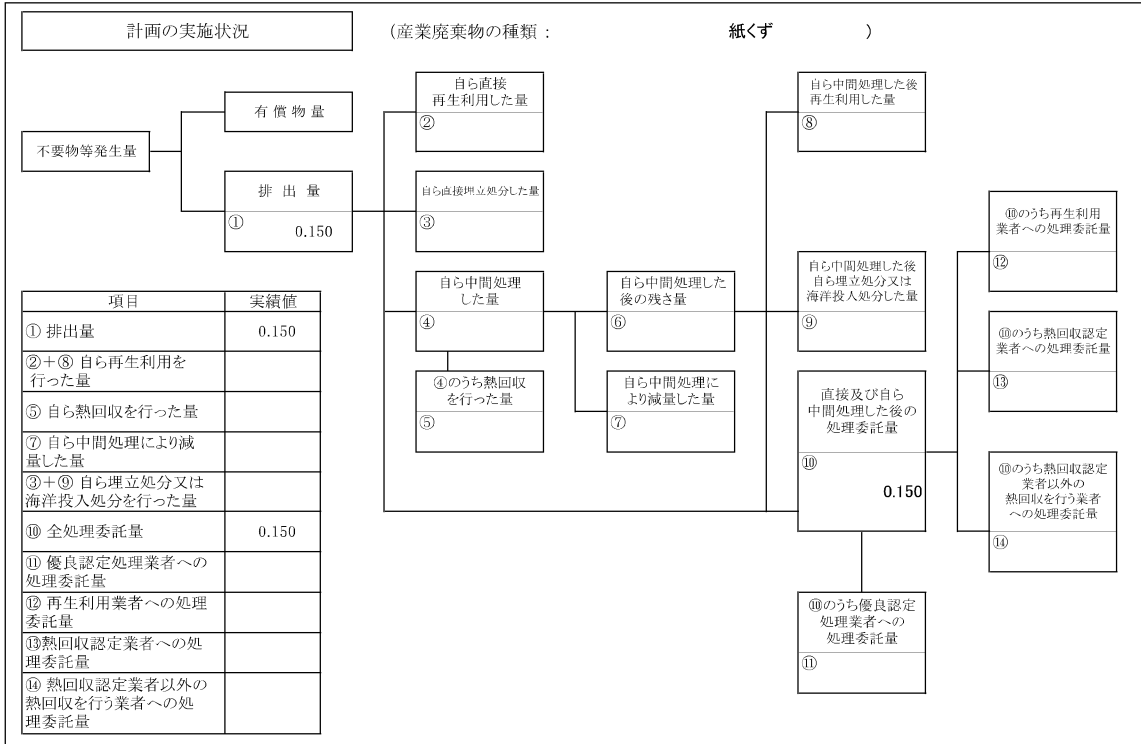 計画の実施状況
(産業廃棄物の種類： 紙くず )
不要物等発生量
有償物量
排出量
①
0.150
自ら直接
再生利用した量
②
自ら直接埋立処分した量
③
自ら中間処理
した量
④
④のうち熱回収
を行った量
⑤
自ら中間処理した
後の残さ量
⑥
自ら中間処理に
より減量した量
⑦
自ら中間処理した後
再生利用した量
⑧
自ら中間処理した後
自ら埋立処分又は
海洋投入処分した量
⑨
直接及び自ら
中間処理した後の
処理委託量
⑩
0.150
⑩のうち優良認定
処理業者への
処理委託量
⑪
⑩のうち再生利用
業者への処理委託量
⑫
⑩のうち熱回収認定
業者への処理委託量
⑬
⑩のうち熱回収認定
業者以外の
熱回収を行う業者
への処理委託量
⑭
項目 実績値
① 排出量 0.150
②＋⑧ 自ら再生利用を
行った量
⑤ 自ら熱回収を行った量
⑦ 自ら中間処理により減
量した量
③＋⑨ 自ら埋立処分又は
海洋投入処分を行った量
⑩ 全処理委託量 0.150
⑪ 優良認定処理業者への
処理委託量
⑫ 再生利用業者への処理
委託量
⑬熱回収認定業者への処
理委託量
⑭ 熱回収認定業者以外の
熱回収を行う業者への処
理委託量